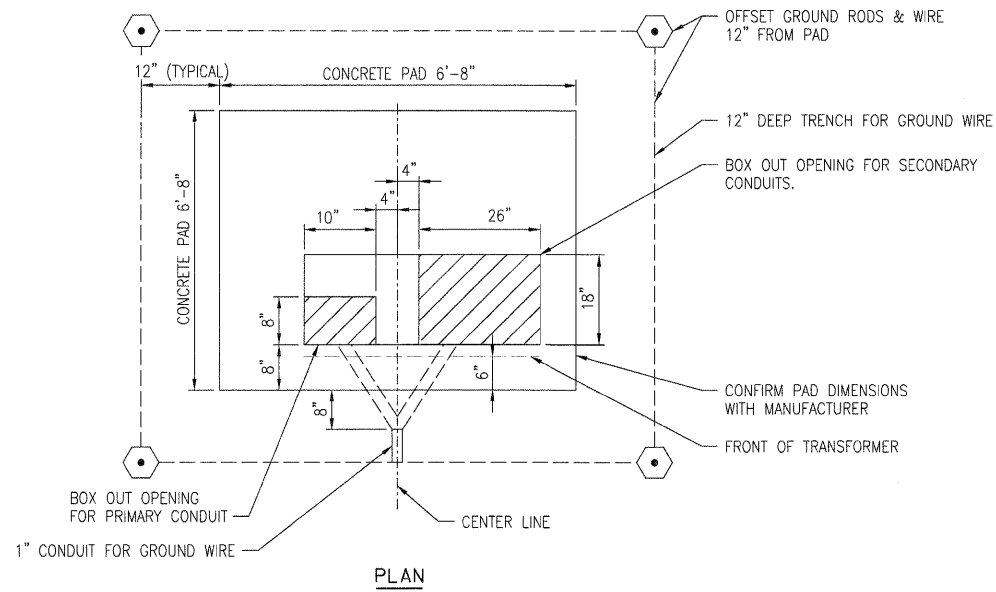 OFFSET GROUND RODS & WIRE
12" FROM PAD
12" (TYPICAL)
CONCRETE PAD 6'-8"
12" DEEP TRENCH FOR GROUND WIRE
BOX OUT OPENING FOR SECONDARY
CONDUITS.
4"
4"
10"
26"
CONCRETE PAD 6'-8"
18"
8"
8"
6"
8"
CONFIRM PAD DIMENSIONS
WITH MANUFACTURER
FRONT OF TRANSFORMER
BOX OUT OPENING
FOR PRIMARY CONDUIT
CENTER LINE
1" CONDUIT FOR GROUND WIRE
PLAN